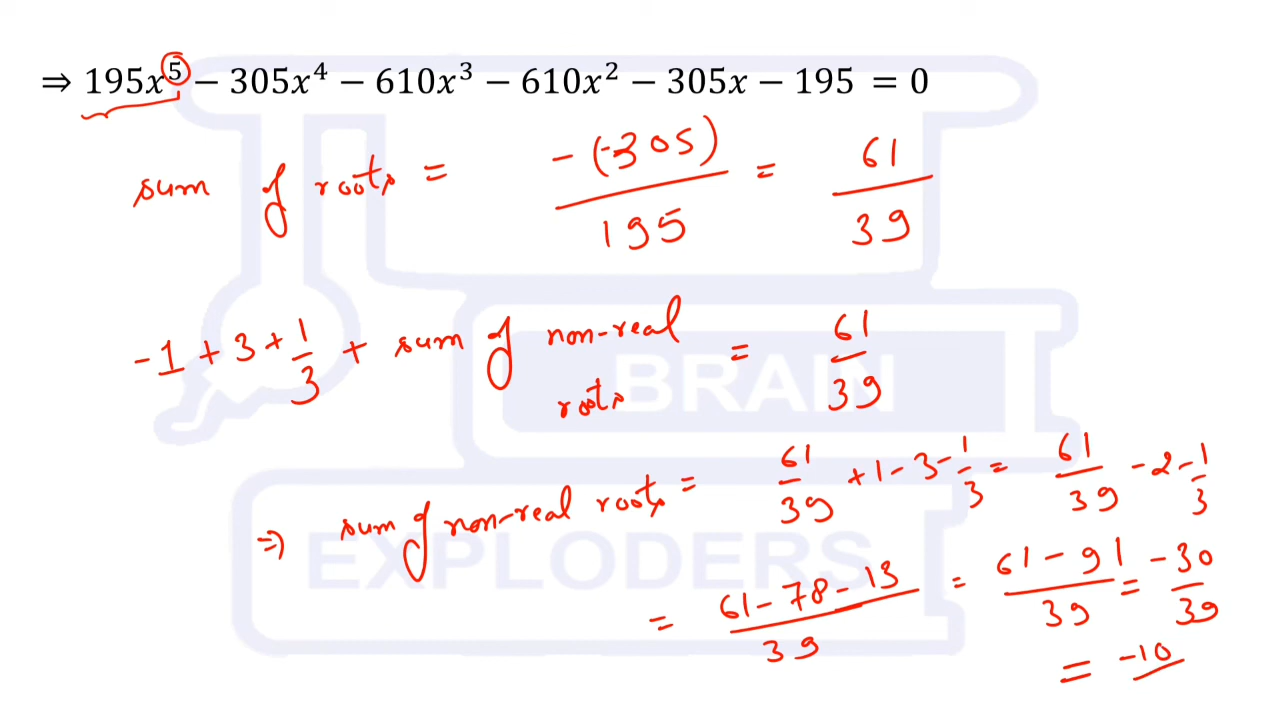 ⇒ 195x⁵ − 305x⁴ − 610x³ − 610x² − 305x − 195 = 0
sum of roots = -(-305)/195 = 61/39
-1 + 3 + 1/3 + sum of non-real roots = 61/39
BRAIN
⇒ sum of non-real roots = 61/39 + 1 - 3 - 1/3 = 61/39 - 2 - 1/3
EXPLODERS
= (61 - 78 - 13)/39 = (61 - 91)/39 = -30/39
= -10/